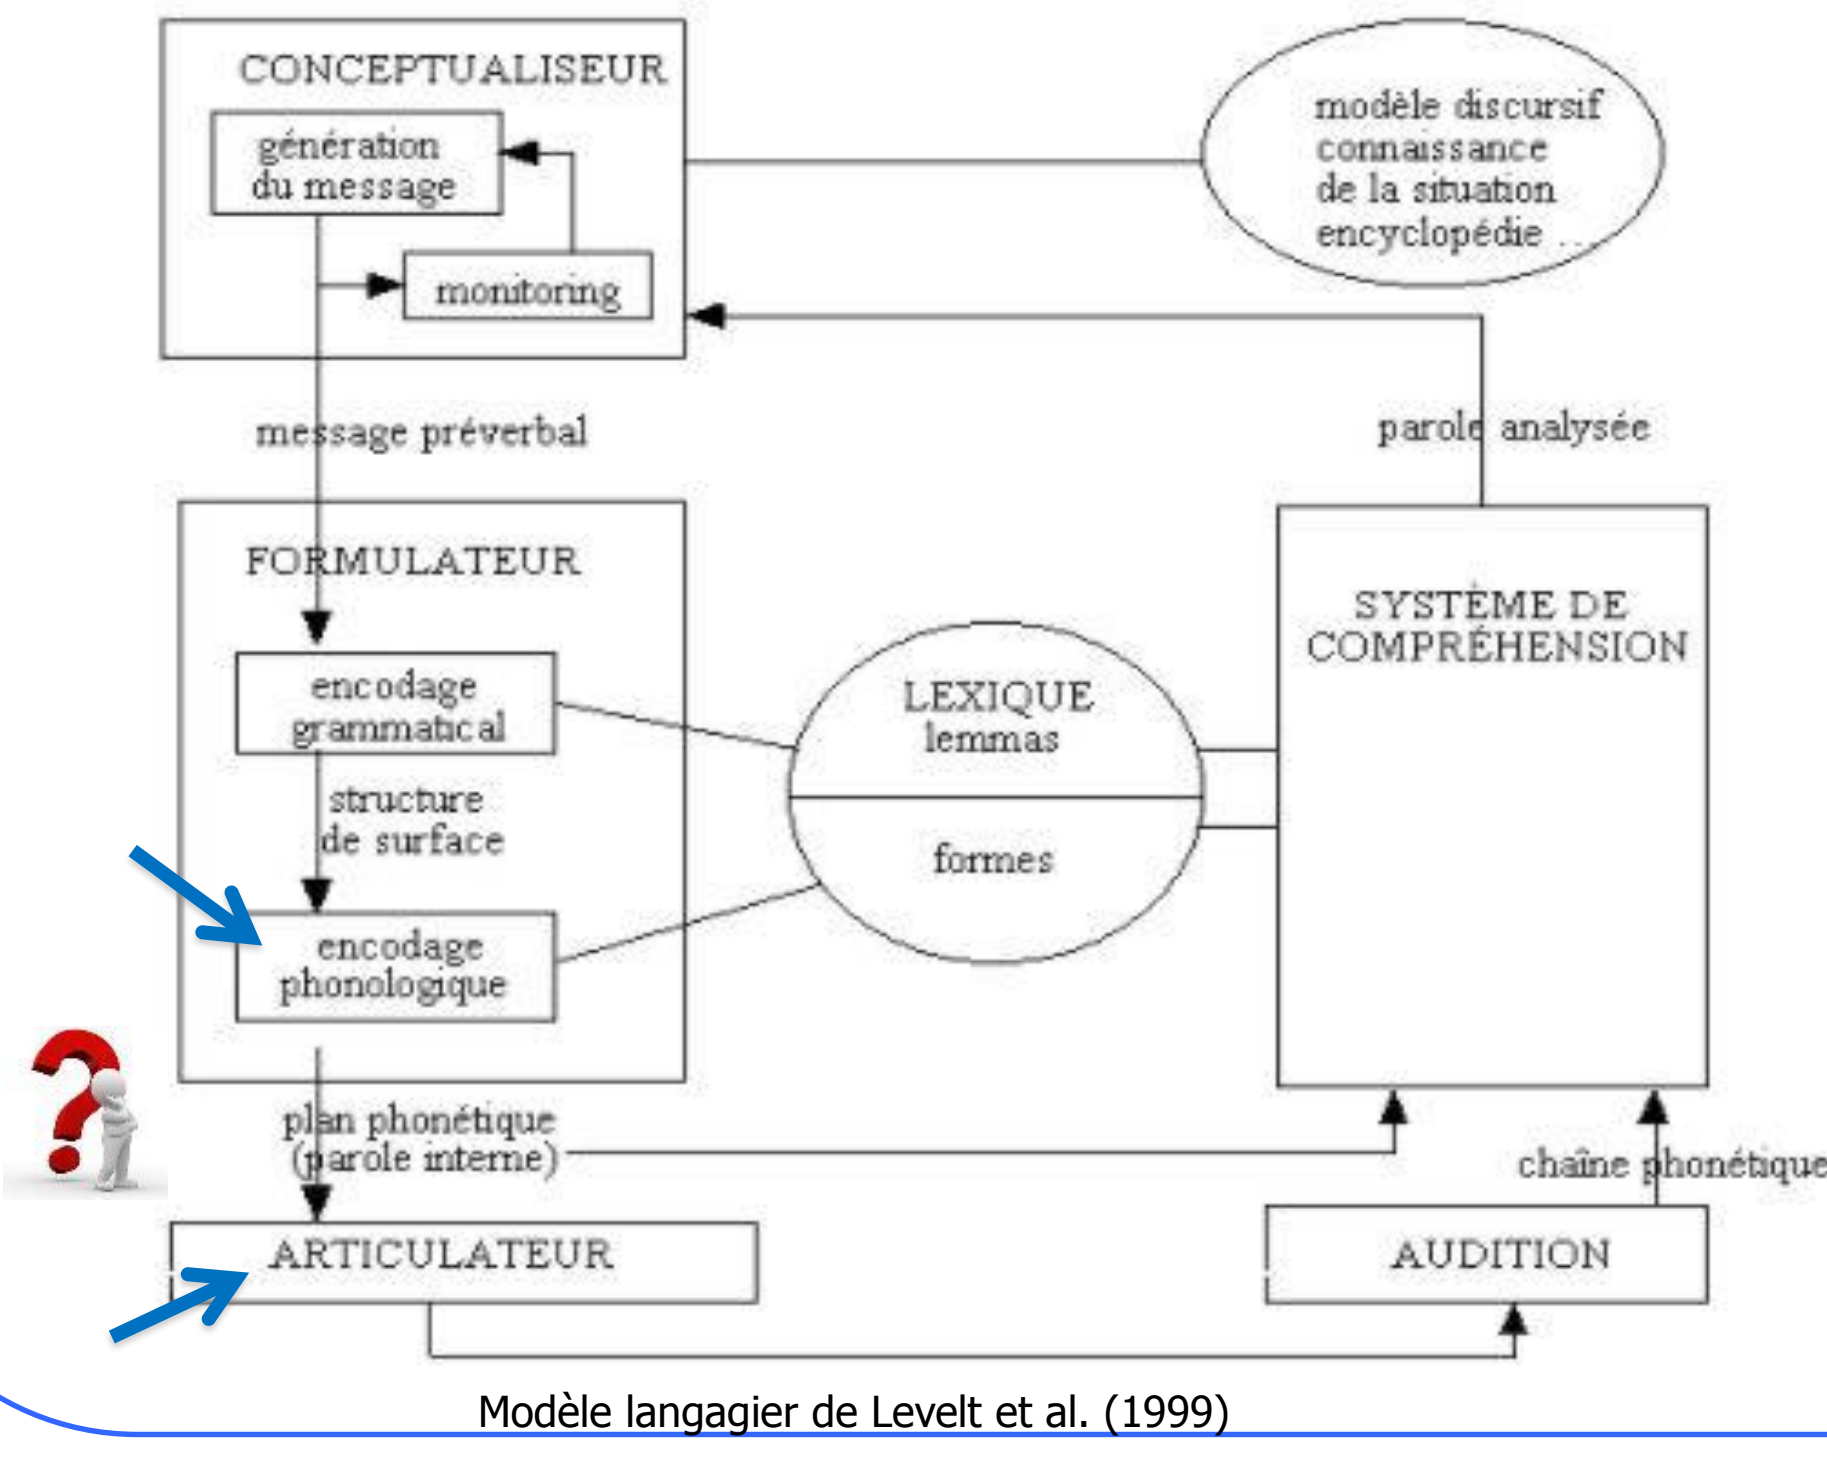 CONCEPTUALISEUR
génération
du message
monitoring
modèle discursif
connaissance
de la situation
encyclopédie ...
message préverbal
parole analysée
FORMULATEUR
encodage
grammatical
structure
de surface
encodage
phonologique
LEXIQUE
lemmas
formes
SYSTÈME DE
COMPRÉHENSION
plan phonétique
(parole interne)
chaîne phonétique
ARTICULATEUR
AUDITION
Modèle langagier de Levelt et al. (1999)